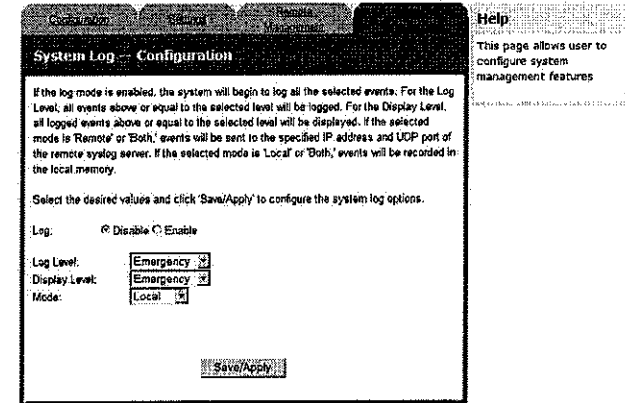 Configuration
Remote
Management
System Log -- Configuration
If the log mode is enabled, the system will begin to log all the selected events. For the Log
Level, all events above or equal to the selected level will be logged. For the Display Level,
all logged events above or equal to the selected level will be displayed. If the selected
mode is 'Remote' or 'Both,' events will be sent to the specified IP address and UDP port of
the remote syslog server. If the selected mode is 'Local' or 'Both,' events will be recorded in
the local memory.
Select the desired values and click 'Save/Apply' to configure the system log options.
Log: Disable Enable
Log Level: Emergency
Display Level: Emergency
Mode: Local
Save/Apply
Help
This page allows user to
configure system
management features